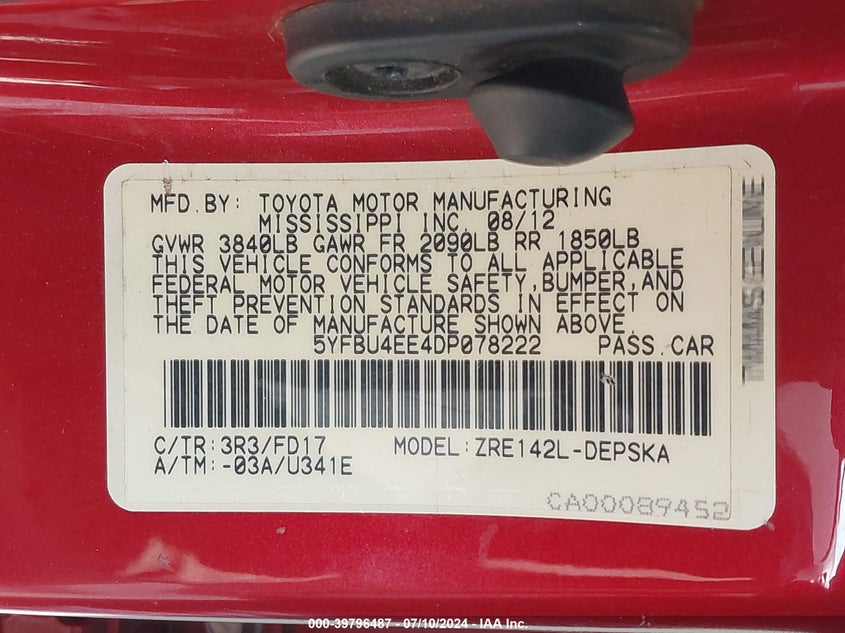 MFD.BY: TOYOTA MOTOR MANUFACTURING
MISSISSIPPI INC. 08/12
GVWR 3840LB GAWR FR 2090LB RR 1850LB
THIS VEHICLE CONFORMS TO ALL APPLICABLE
FEDERAL MOTOR VEHICLE SAFETY,BUMPER,AND
THEFT PREVENTION STANDARDS IN EFFECT ON
THE DATE OF MANUFACTURE SHOWN ABOVE.
5YFBU4EE4DP078222 PASS.CAR
C/TR:3R3/FD17 MODEL:ZRE142L-DEPSKA
A/TM:-03A/U341E
CA00089452
000-39796487 - 07/10/2024 - IAA Inc.